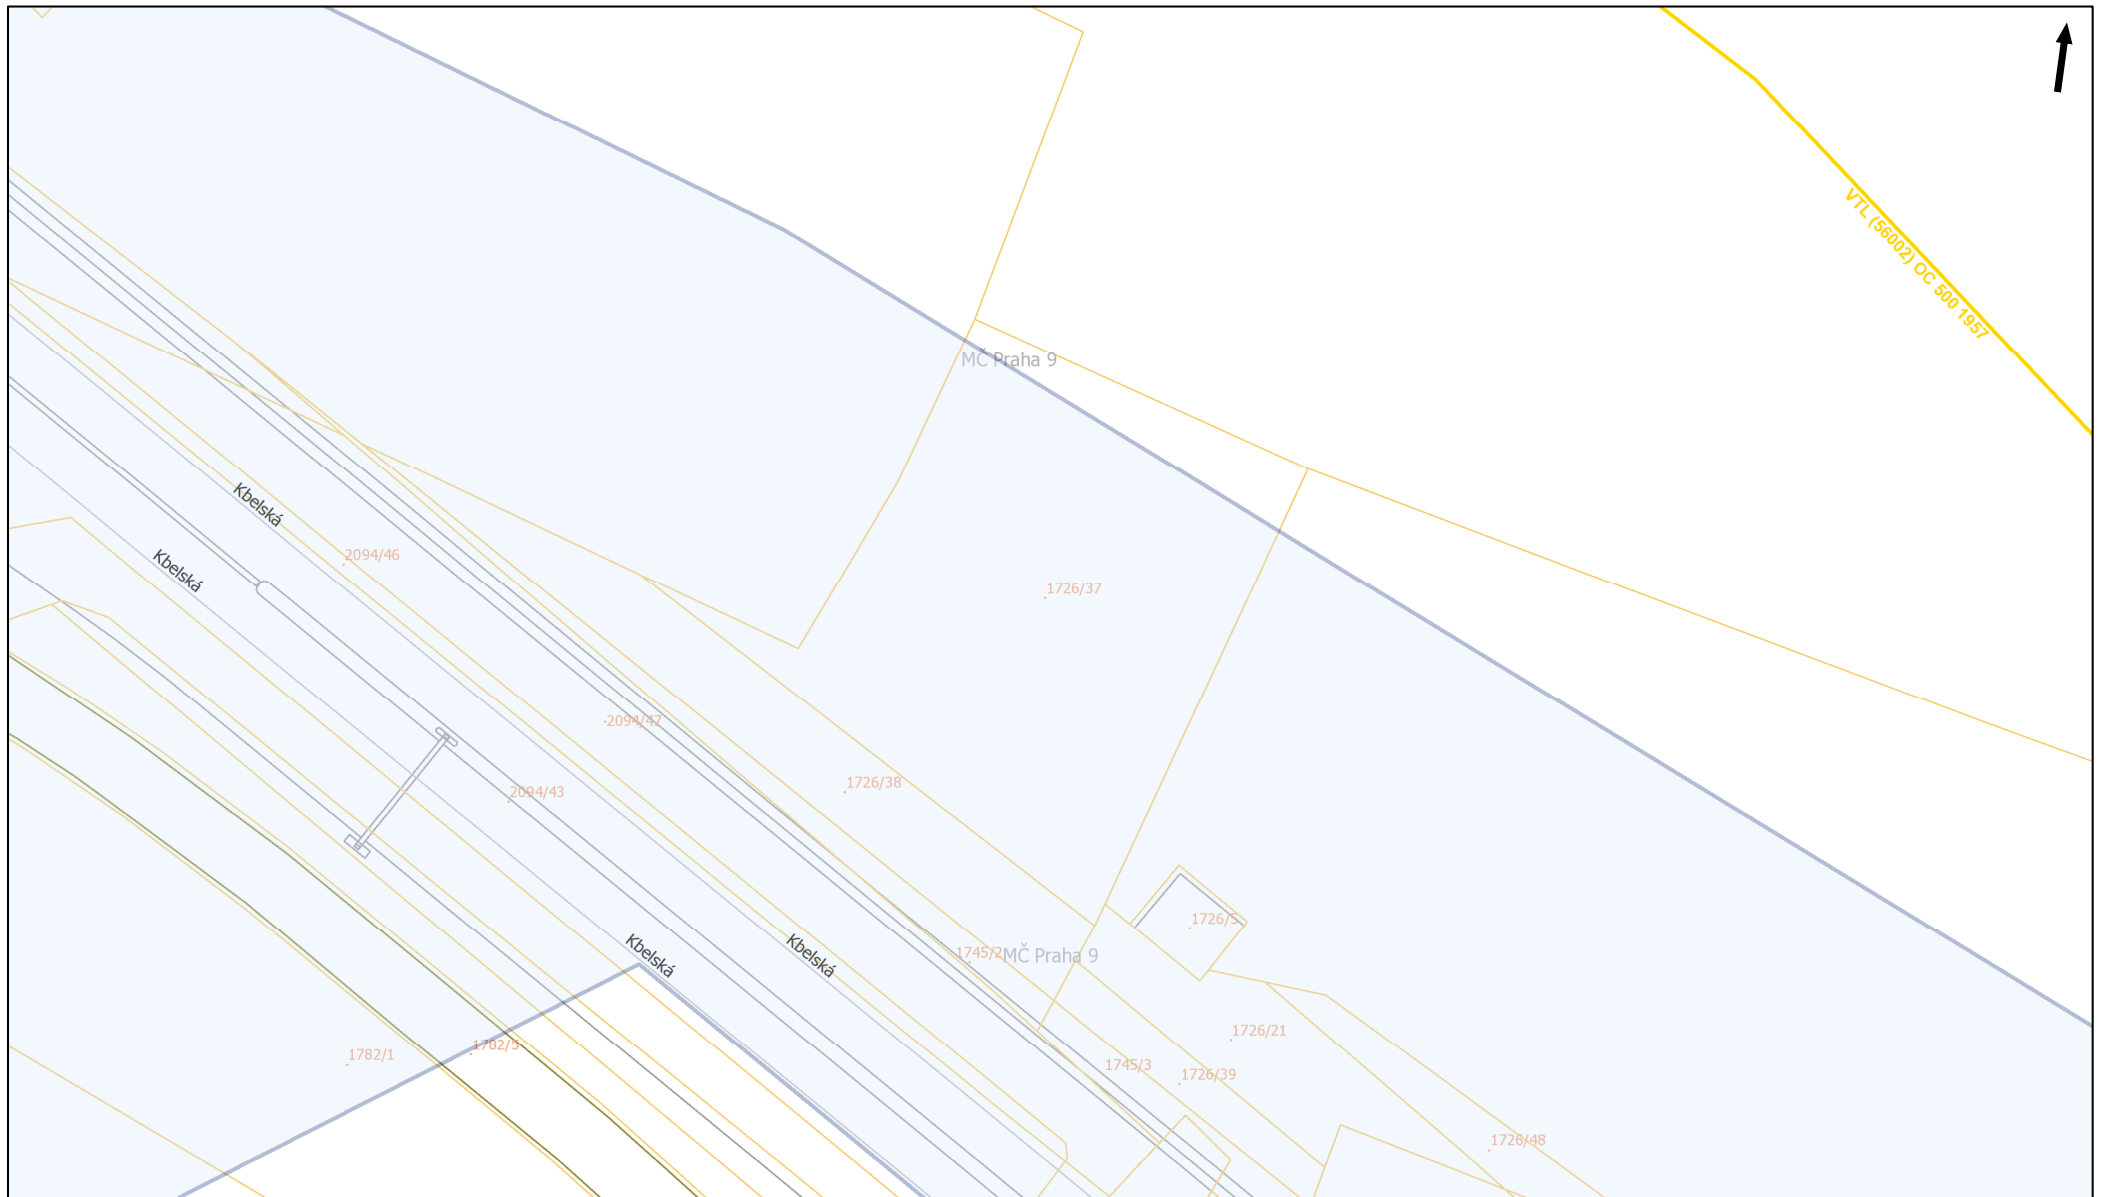 VTL (56002) OC 500 1957
MČ Praha 9
Kbelská
2094/46
Kbelská
1726/37
2094/47
1726/38
2094/43
1726/5
Kbelská
Kbelská
1745/2
MČ Praha 9
1726/21
1782/5
1782/1
1745/3
1726/39
1726/48